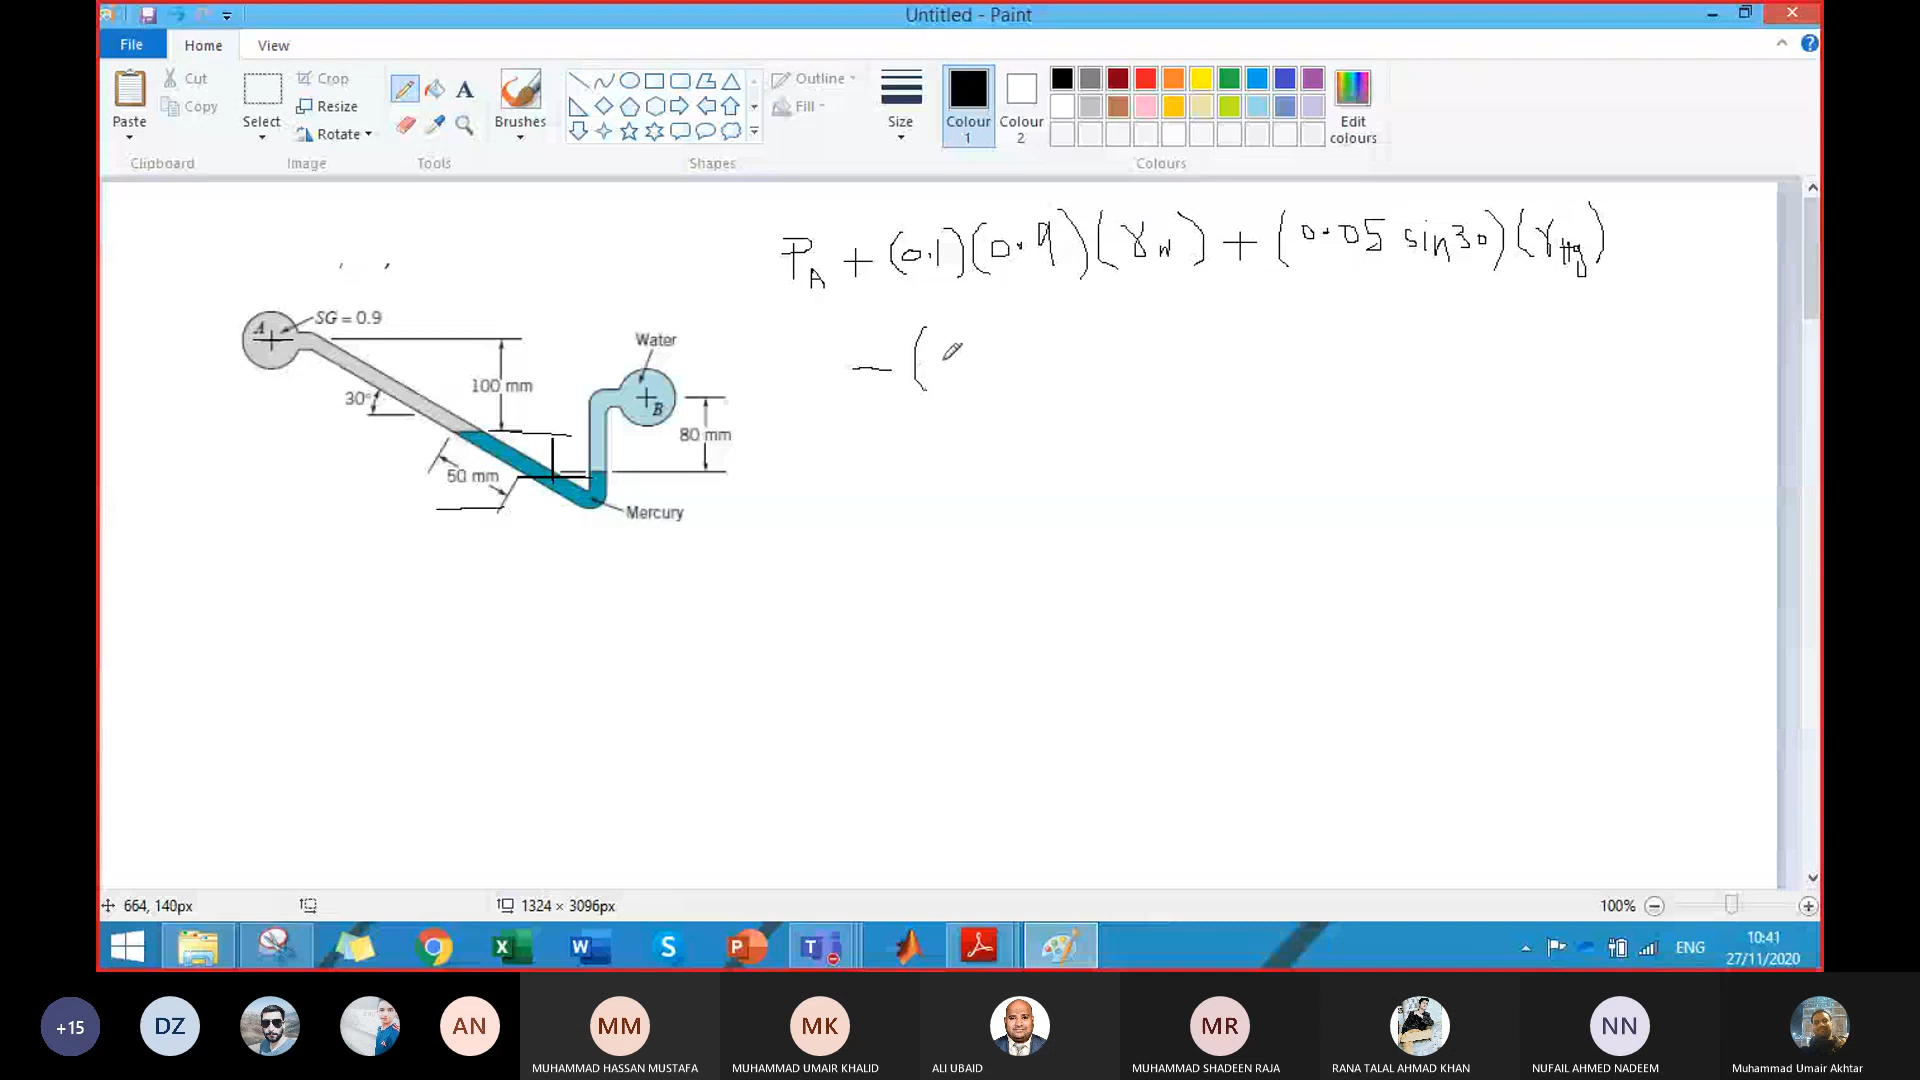 Untitled - Paint
File Home View
Paste
Cut
Copy
Clipboard
Select
Crop
Resize
Rotate
Image
Tools
Brushes
Outline
Fill
Shapes
Size
Colour 1
Colour 2
Edit colours
Colours
P_A + (0.1)(0.9)(γ_w) + (0.05 sin30)(γ_Hg)
- (
A
SG = 0.9
Water
100 mm
30°
B
80 mm
50 mm
Mercury
664, 140px
1324 × 3096px
100%
ENG
10:41
27/11/2020
+15
DZ
AN
MM
MUHAMMAD HASSAN MUSTAFA
MK
MUHAMMAD UMAIR KHALID
ALI UBAID
MR
MUHAMMAD SHADEEN RAJA
RANA TALAL AHMAD KHAN
NN
NUFAIL AHMED NADEEM
Muhammad Umair Akhtar